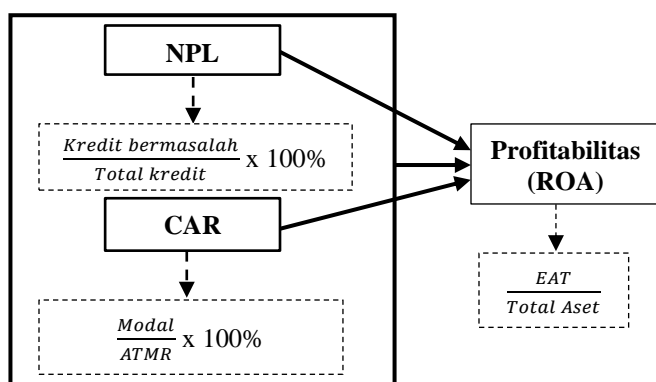 NPL
Kredit bermasalah
Total kredit
x 100%
CAR
Modal
ATMR
x 100%
Profitabilitas
(ROA)
EAT
Total Aset